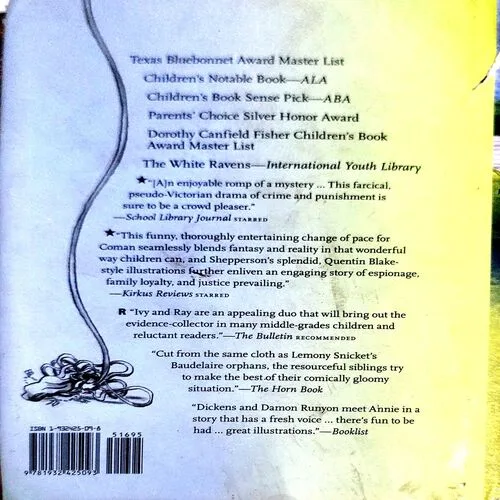 Texas Bluebonnet Award Master List
Children's Notable Book—ALA
Children's Book Sense Pick—ABA
Parents' Choice Silver Honor Award
Dorothy Canfield Fisher Children's Book
Award Master List
The White Ravens—International Youth Library
★ "[A]n enjoyable romp of a mystery ... This farcical,
pseudo-Victorian drama of crime and punishment is
sure to be a crowd pleaser."
—School Library Journal STARRED
★ "This funny, thoroughly entertaining change of pace for
Coman seamlessly blends fantasy and reality in that wonderful
way children can, and Shepperson's splendid, Quentin Blake-
style illustrations further enliven an engaging story of espionage,
family loyalty, and justice prevailing."
—Kirkus Reviews STARRED
R "Ivy and Ray are an appealing duo that will bring out the
evidence-collector in many middle-grades children and
reluctant readers."—The Bulletin RECOMMENDED
"Cut from the same cloth as Lemony Snicket's
Baudelaire orphans, the resourceful siblings try
to make the best of their comically gloomy
situation."—The Horn Book
"Dickens and Damon Runyon meet Annie in a
story that has a fresh voice ... there's fun to be
had ... great illustrations."—Booklist
ISBN 1-932425-09-6
51695
9 781932 425093